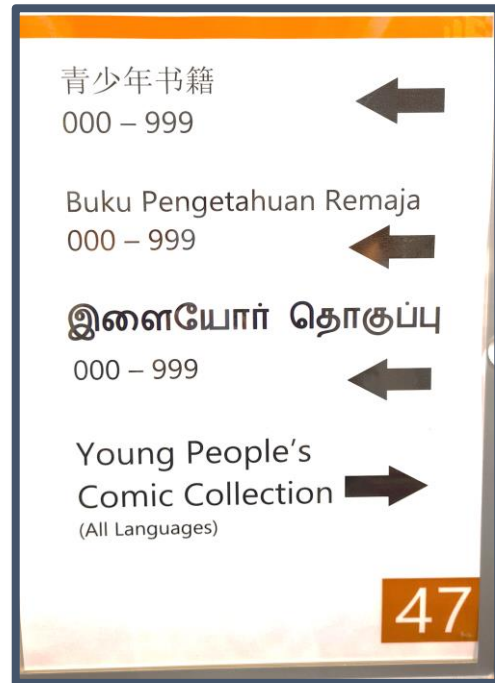 青少年书籍
000 – 999
Buku Pengetahuan Remaja
000 – 999
இளையோர் தொகுப்பு
000 – 999
Young People's
Comic Collection
(All Languages)
47